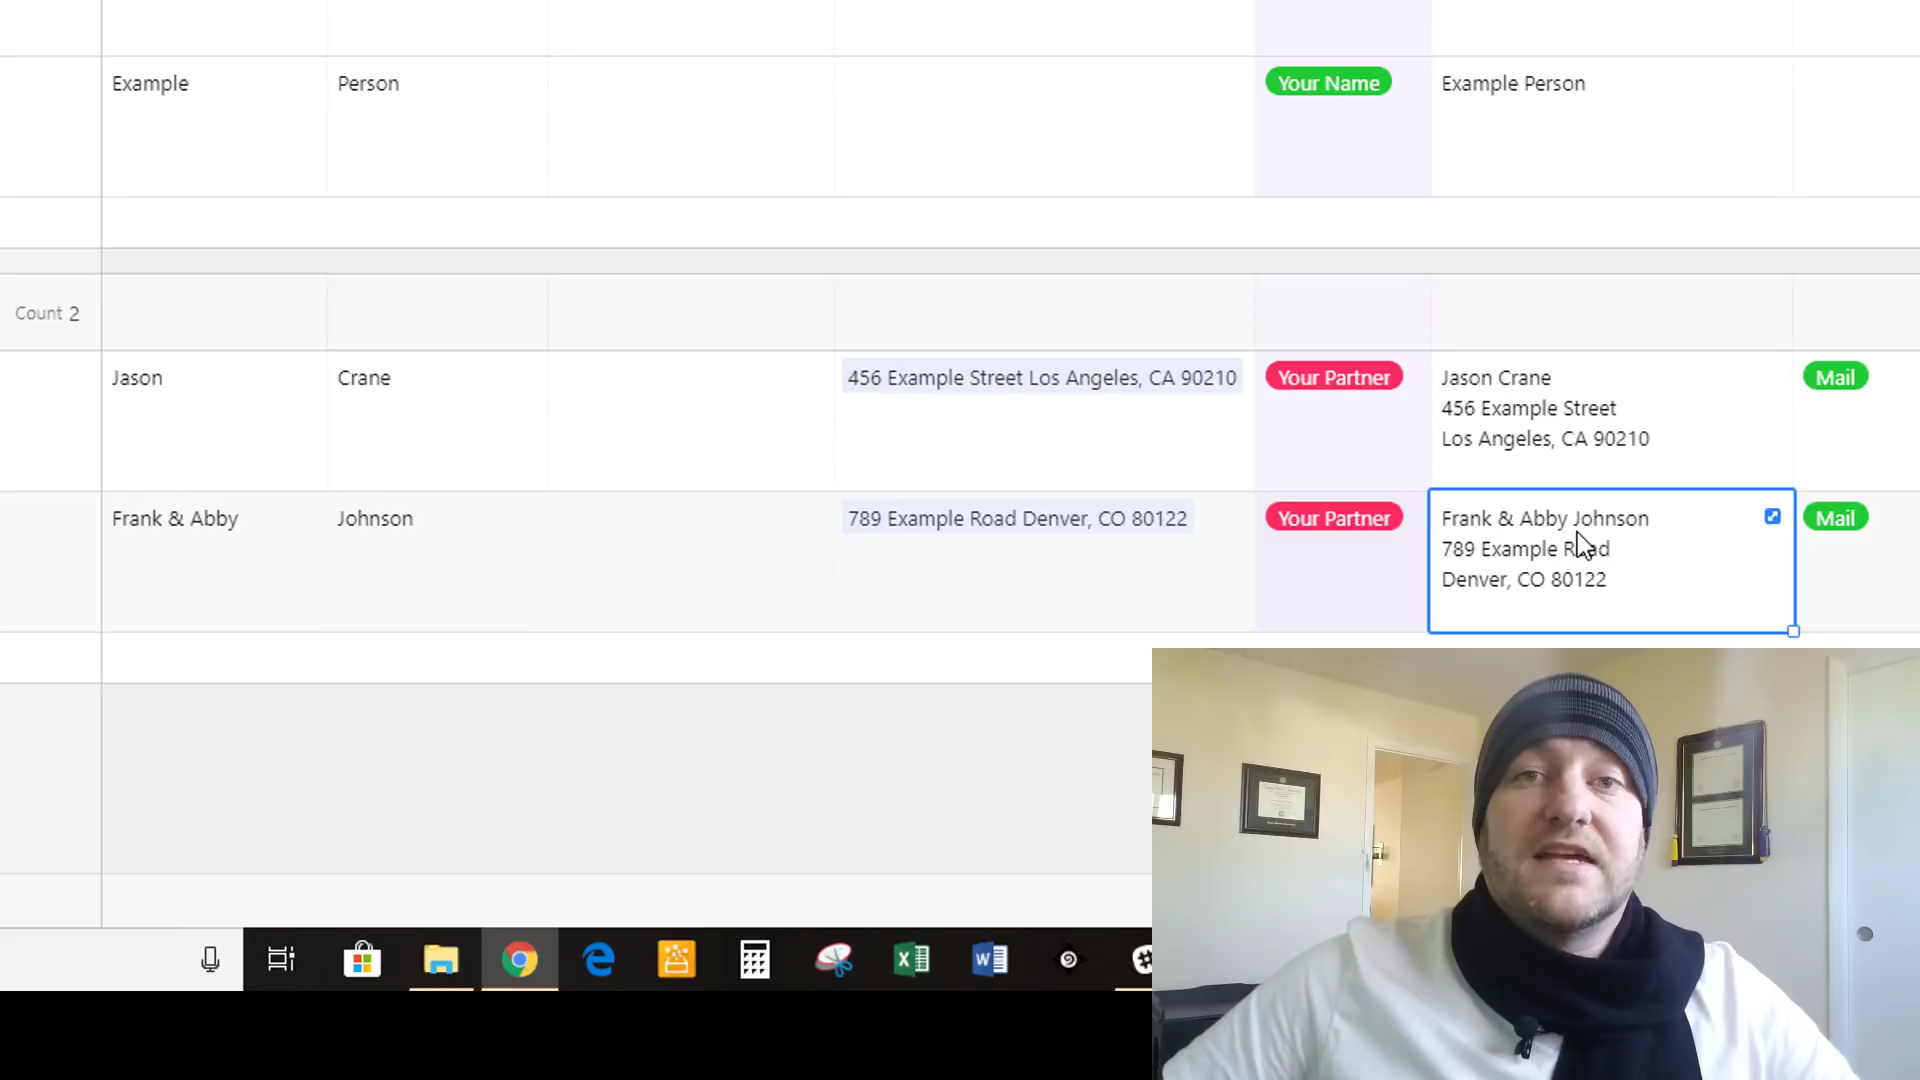 Example
Person
Your Name
Example Person
Count 2
Jason
Crane
456 Example Street Los Angeles, CA 90210
Your Partner
Jason Crane
456 Example Street
Los Angeles, CA 90210
Mail
Frank & Abby
Johnson
789 Example Road Denver, CO 80122
Your Partner
Frank & Abby Johnson
789 Example Road
Denver, CO 80122
Mail